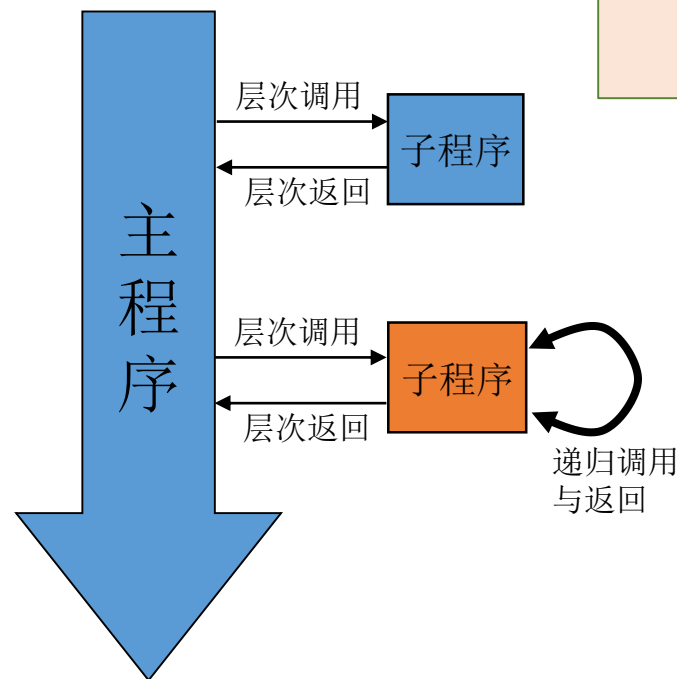 层次调用
子程序
层次返回
主
程
序
层次调用
子程序
层次返回
递归调用
与返回